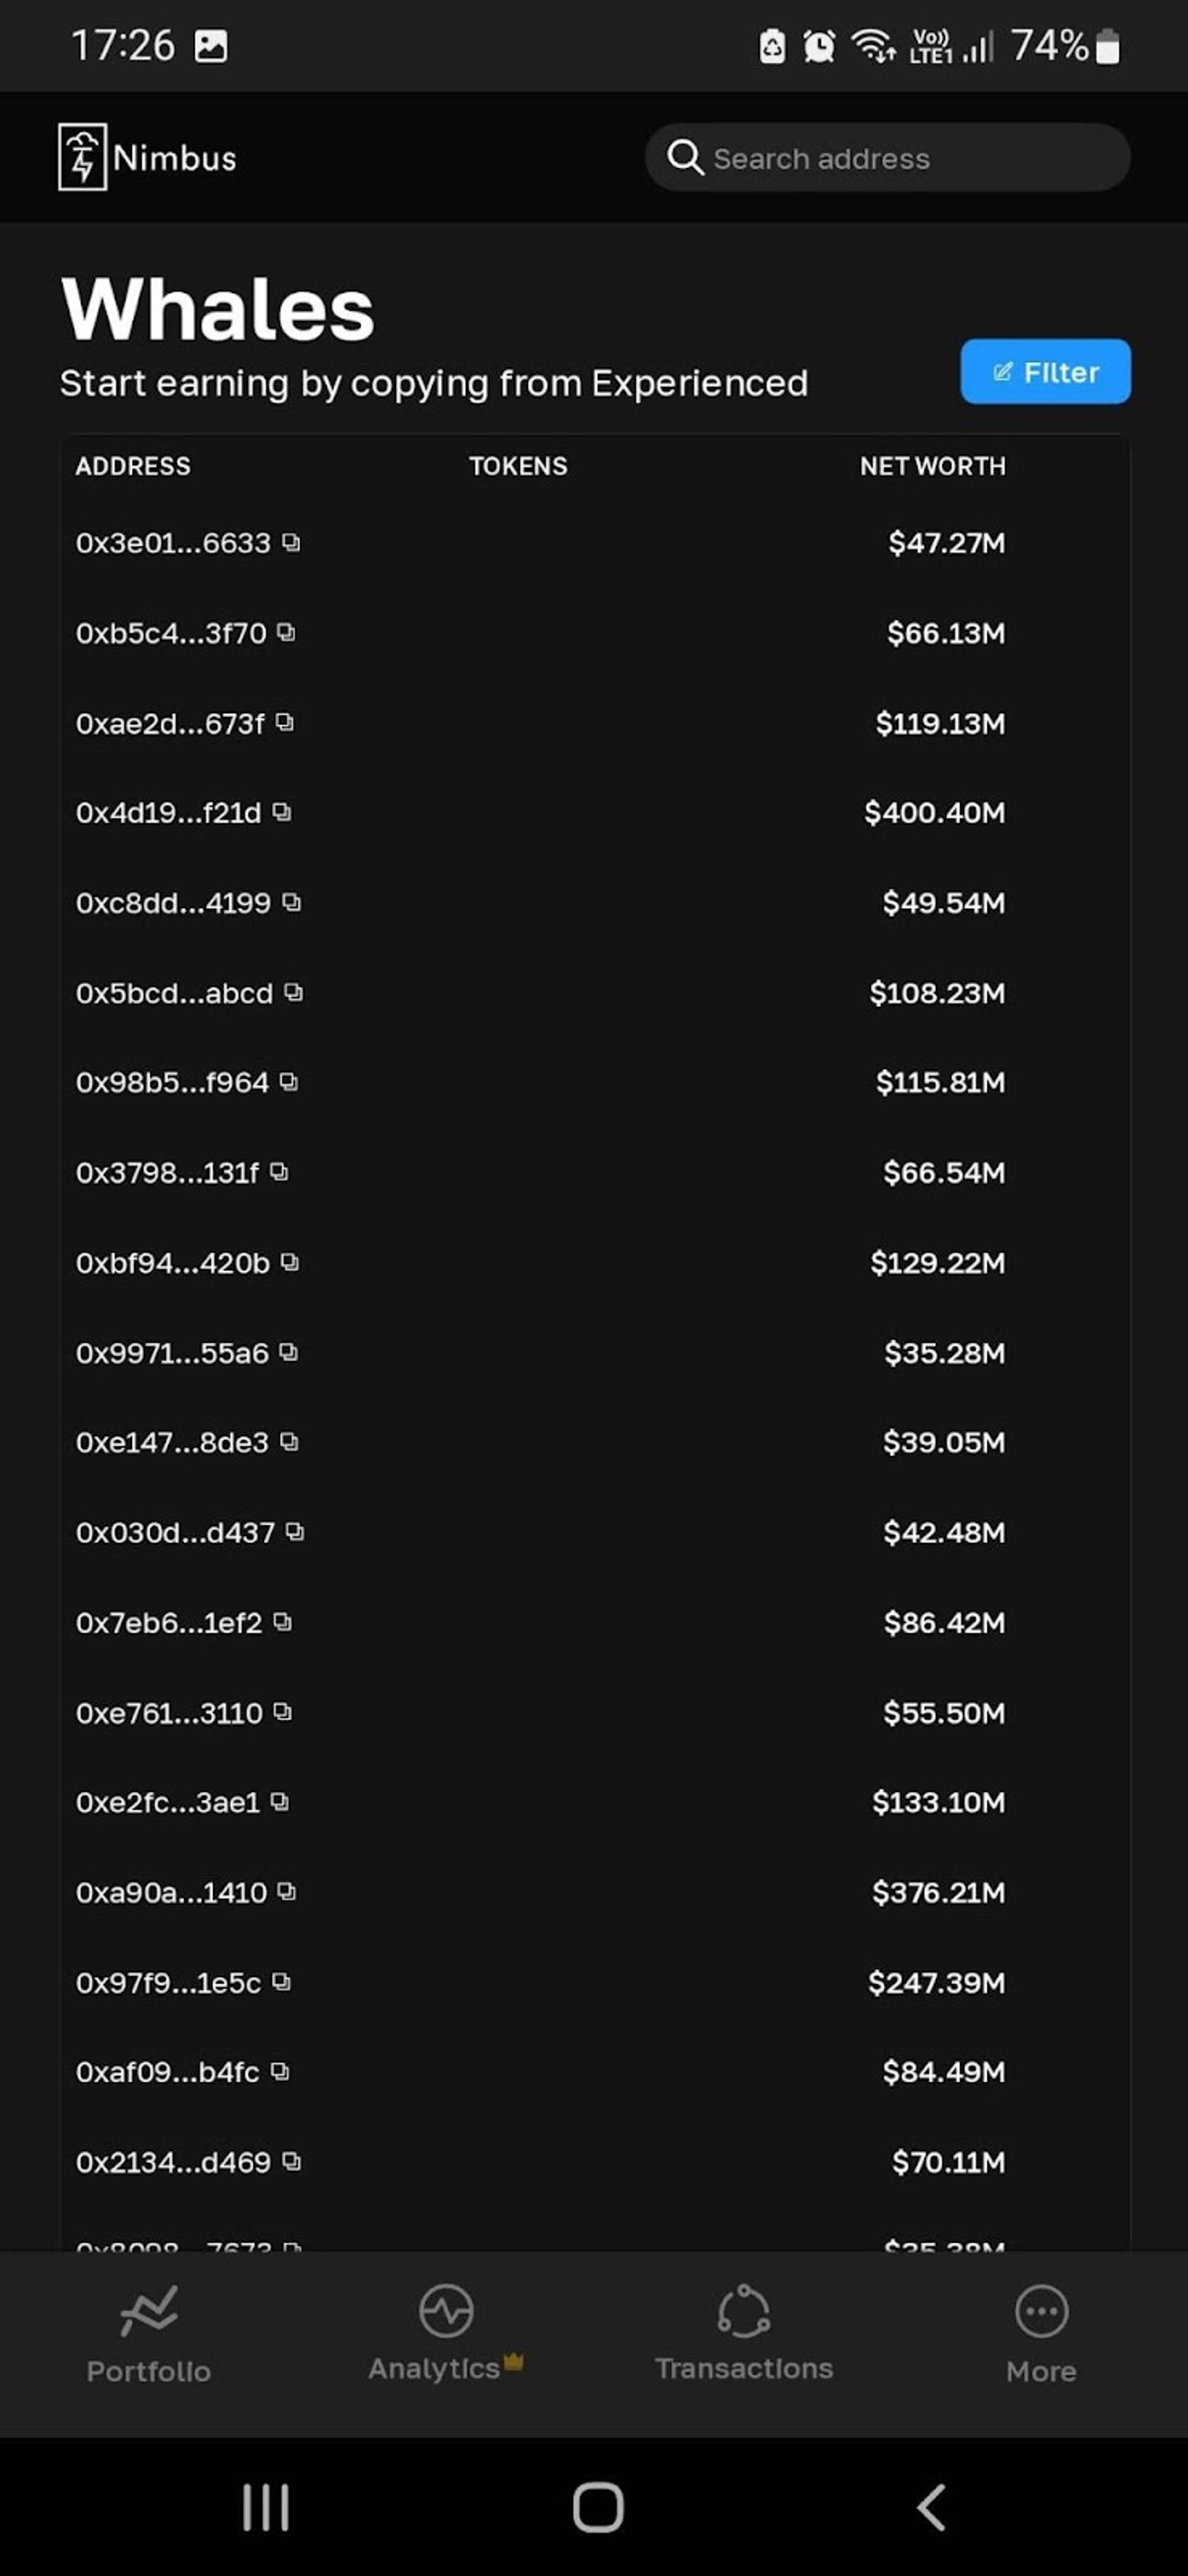 17:26 Vo)) LTE1 74%
Nimbus Search address
Whales
Start earning by copying from Experienced
Filter
ADDRESS TOKENS NET WORTH
0x3e01...6633 $47.27M
0xb5c4...3f70 $66.13M
0xae2d...673f $119.13M
0x4d19...f21d $400.40M
0xc8dd...4199 $49.54M
0x5bcd...abcd $108.23M
0x98b5...f964 $115.81M
0x3798...131f $66.54M
0xbf94...420b $129.22M
0x9971...55a6 $35.28M
0xe147...8de3 $39.05M
0x030d...d437 $42.48M
0x7eb6...1ef2 $86.42M
0xe761...3110 $55.50M
0xe2fc...3ae1 $133.10M
0xa90a...1410 $376.21M
0x97f9...1e5c $247.39M
0xaf09...b4fc $84.49M
0x2134...d469 $70.11M
Portfolio Analytics Transactions More